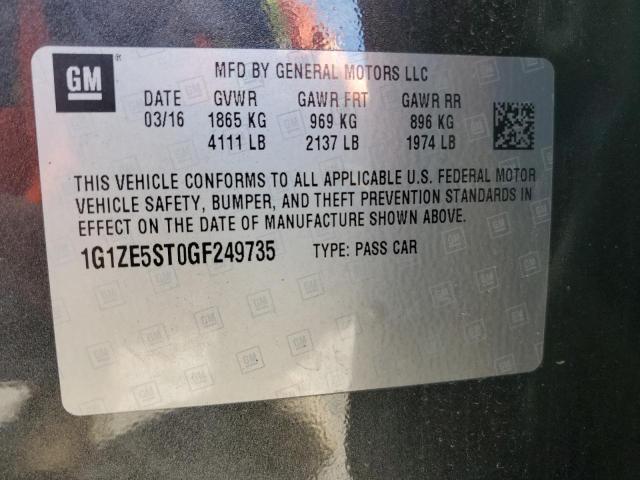 GM ®
MFD BY GENERAL MOTORS LLC
DATE GVWR GAWR FRT GAWR RR
03/16 1865 KG 969 KG 896 KG
4111 LB 2137 LB 1974 LB
THIS VEHICLE CONFORMS TO ALL APPLICABLE U.S. FEDERAL MOTOR
VEHICLE SAFETY, BUMPER, AND THEFT PREVENTION STANDARDS IN
EFFECT ON THE DATE OF MANUFACTURE SHOWN ABOVE.
1G1ZE5ST0GF249735 TYPE: PASS CAR